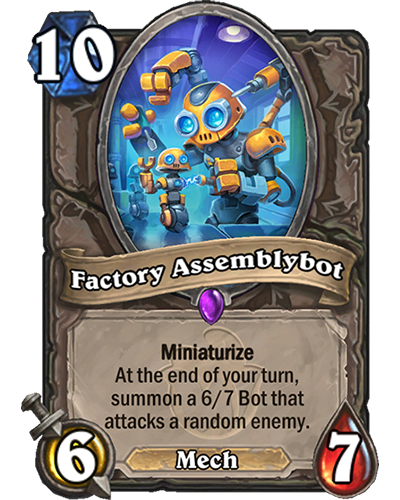 10
Factory Assemblybot
Miniaturize
At the end of your turn,
summon a 6/7 Bot that
attacks a random enemy.
6
Mech
7